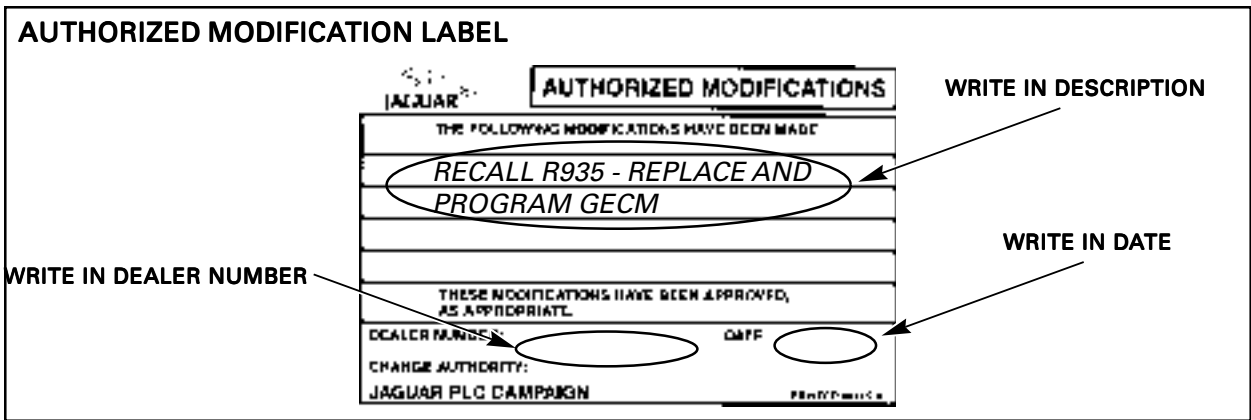 AUTHORIZED MODIFICATION LABEL
JAGUAR
AUTHORIZED MODIFICATIONS
WRITE IN DESCRIPTION
THE FOLLOWING MODIFICATIONS HAVE BEEN MADE
RECALL R935 - REPLACE AND
PROGRAM GECM
WRITE IN DATE
WRITE IN DEALER NUMBER
THESE MODIFICATIONS HAVE BEEN APPROVED,
AS APPROPRIATE.
DEALER NUMBER: DATE
CHANGE AUTHORITY:
JAGUAR PLC CAMPAIGN